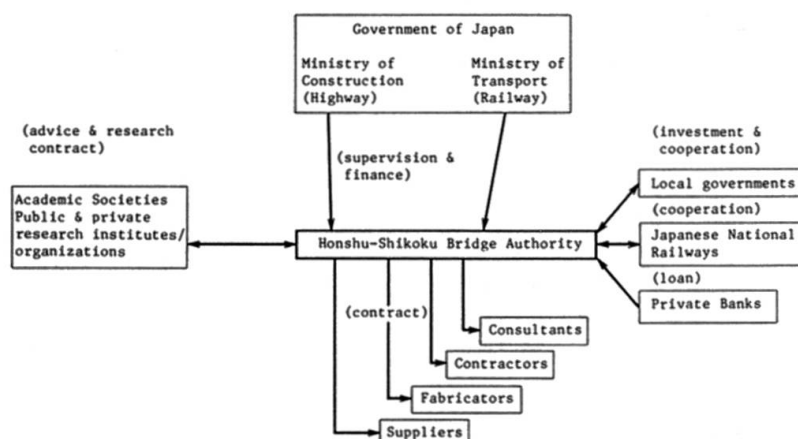 Government of Japan
Ministry of Construction (Highway)
Ministry of Transport (Railway)
(advice & research contract)
(supervision & finance)
(investment & cooperation)
Academic Societies
Public & private
research institutes/
organizations
Honshu-Shikoku Bridge Authority
Local governments
(cooperation)
Japanese National
Railways
(loan)
Private Banks
(contract)
Consultants
Contractors
Fabricators
Suppliers